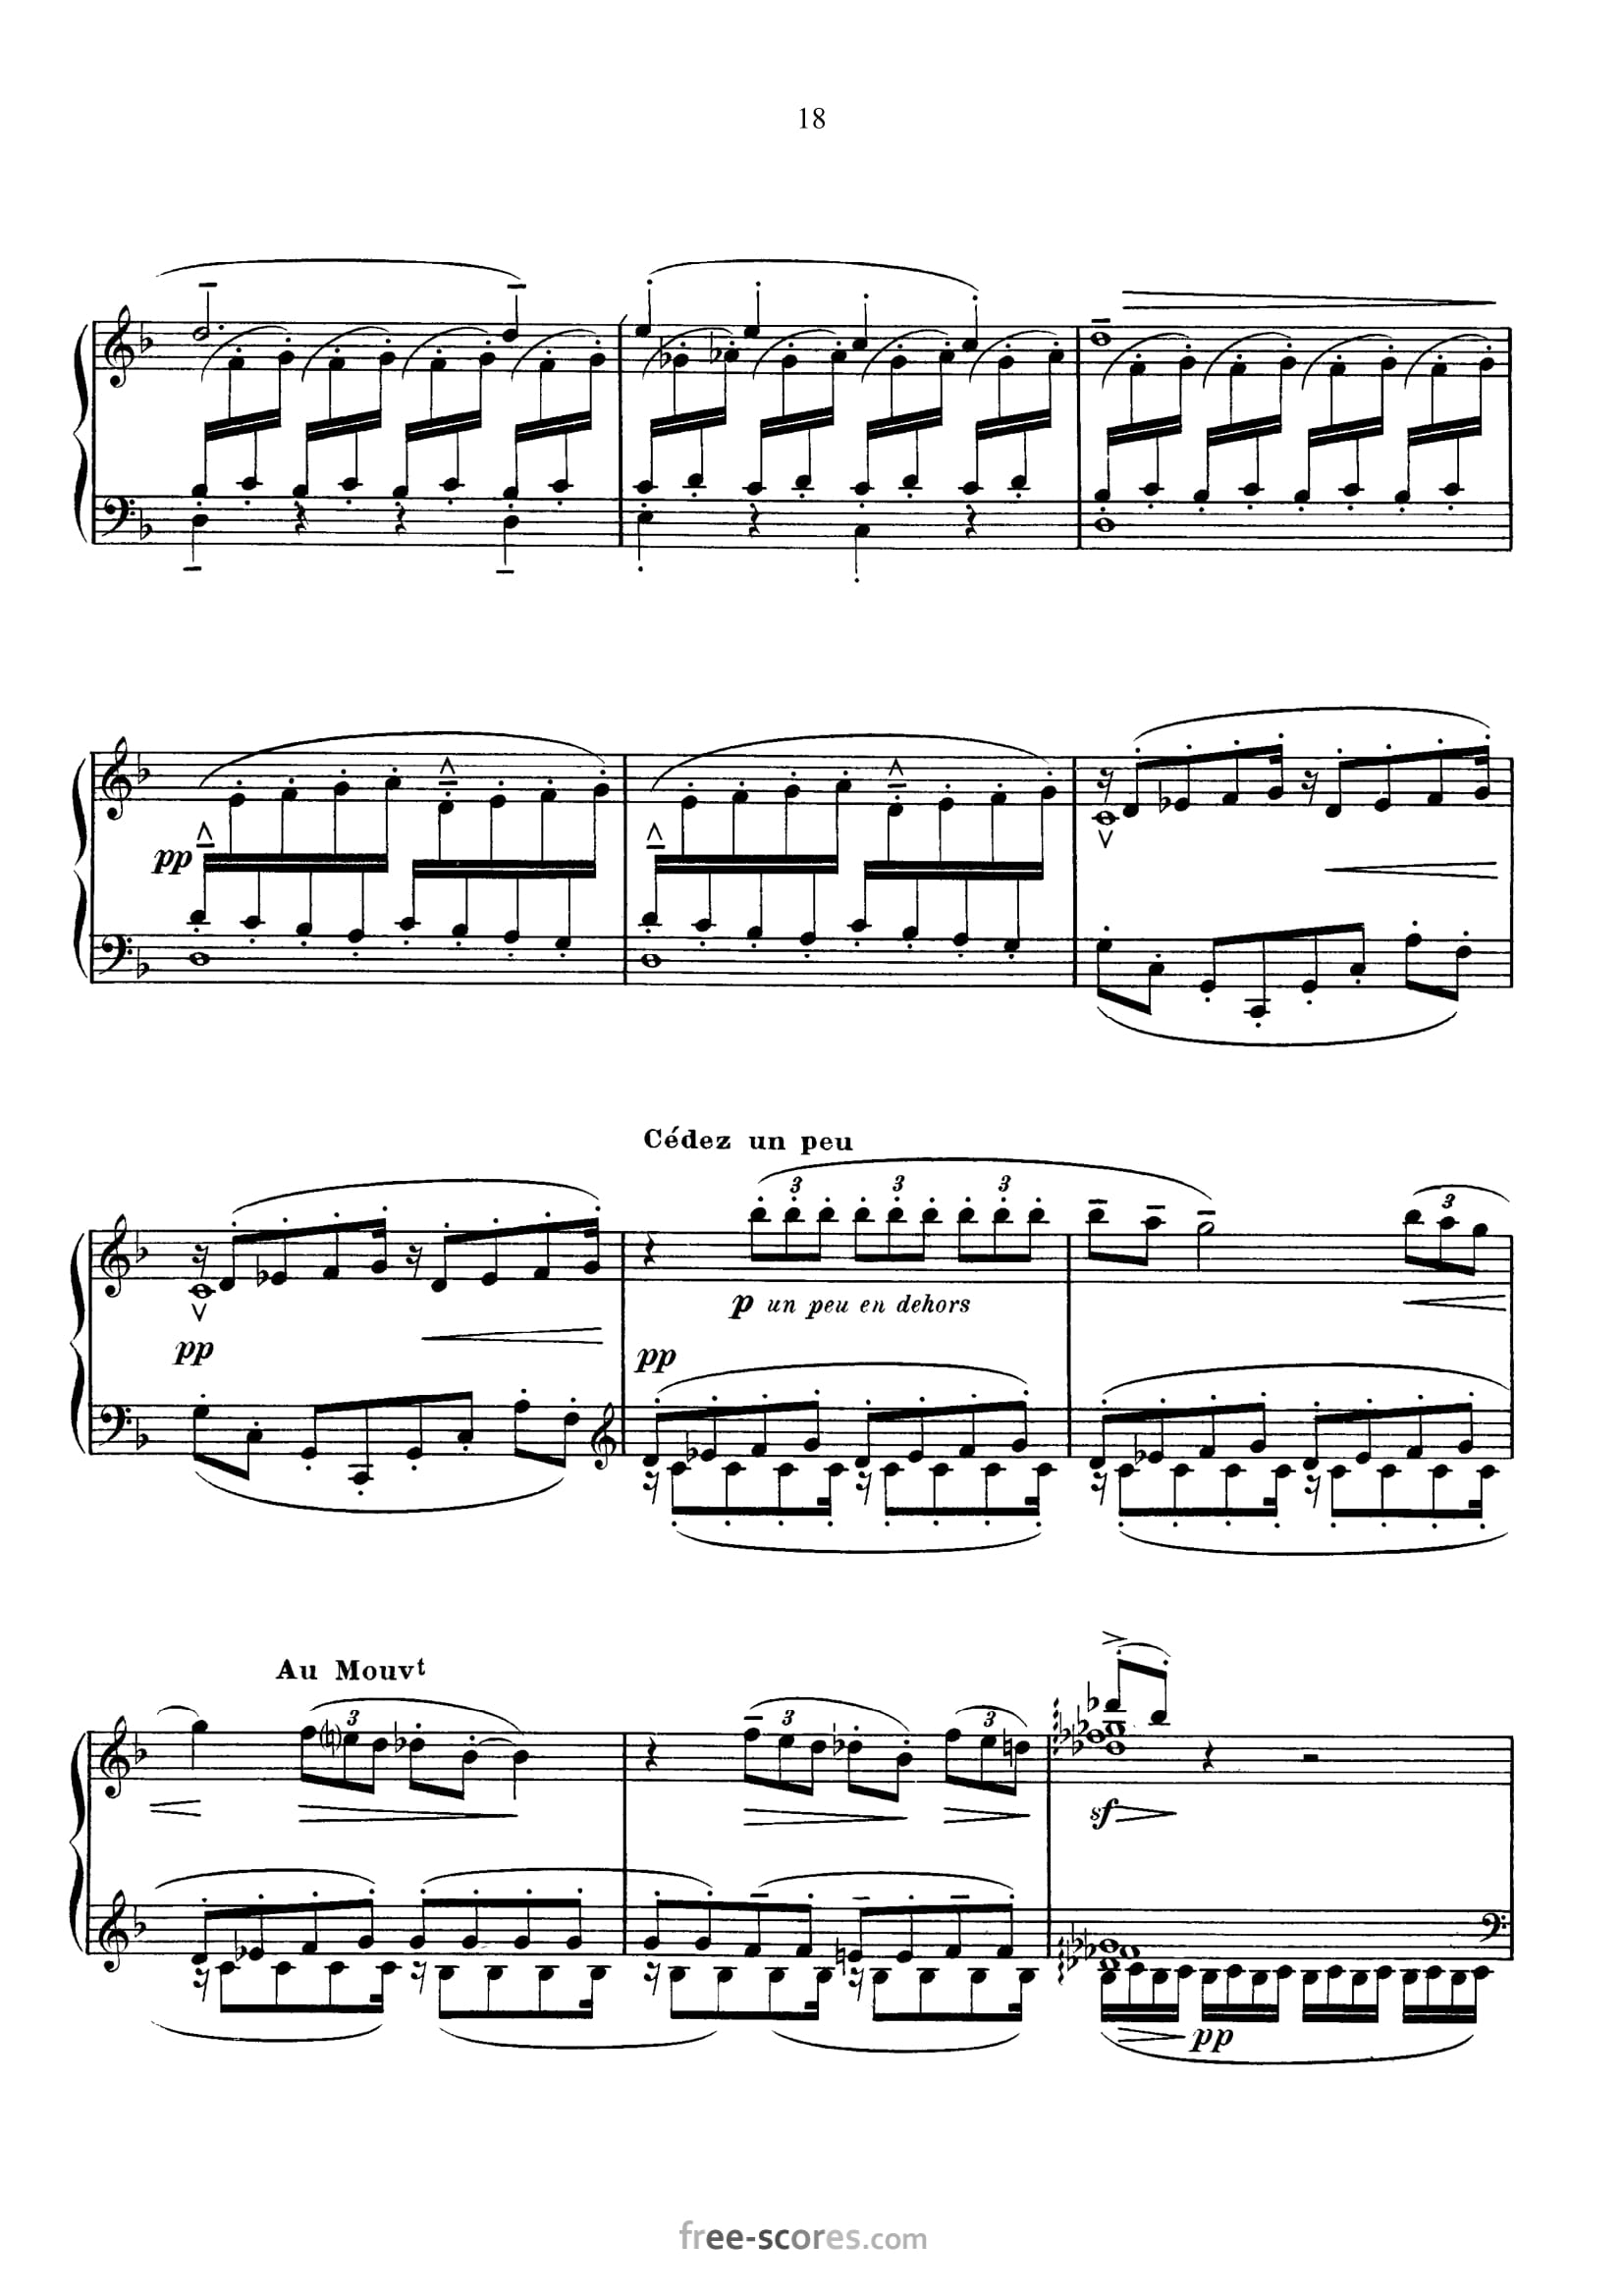 18
pp
Cédez un peu
3 3 3 3
p un peu en dehors
pp pp
Au Mouvt
3 3 3
sf
pp
free-scores.com